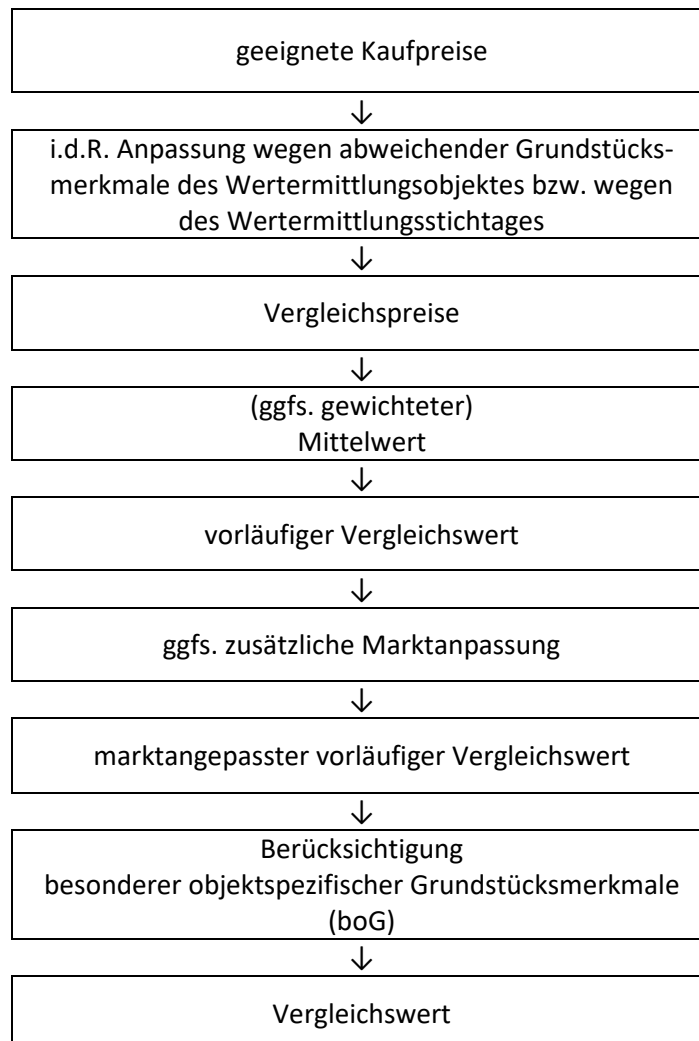 geeignete Kaufpreise
↓
i.d.R. Anpassung wegen abweichender Grundstücks-
merkmale des Wertermittlungsobjektes bzw. wegen
des Wertermittlungsstichtages
↓
Vergleichspreise
↓
(ggfs. gewichteter)
Mittelwert
↓
vorläufiger Vergleichswert
↓
ggfs. zusätzliche Marktanpassung
↓
marktangepasster vorläufiger Vergleichswert
↓
Berücksichtigung
besonderer objektspezifischer Grundstücksmerkmale
(boG)
↓
Vergleichswert